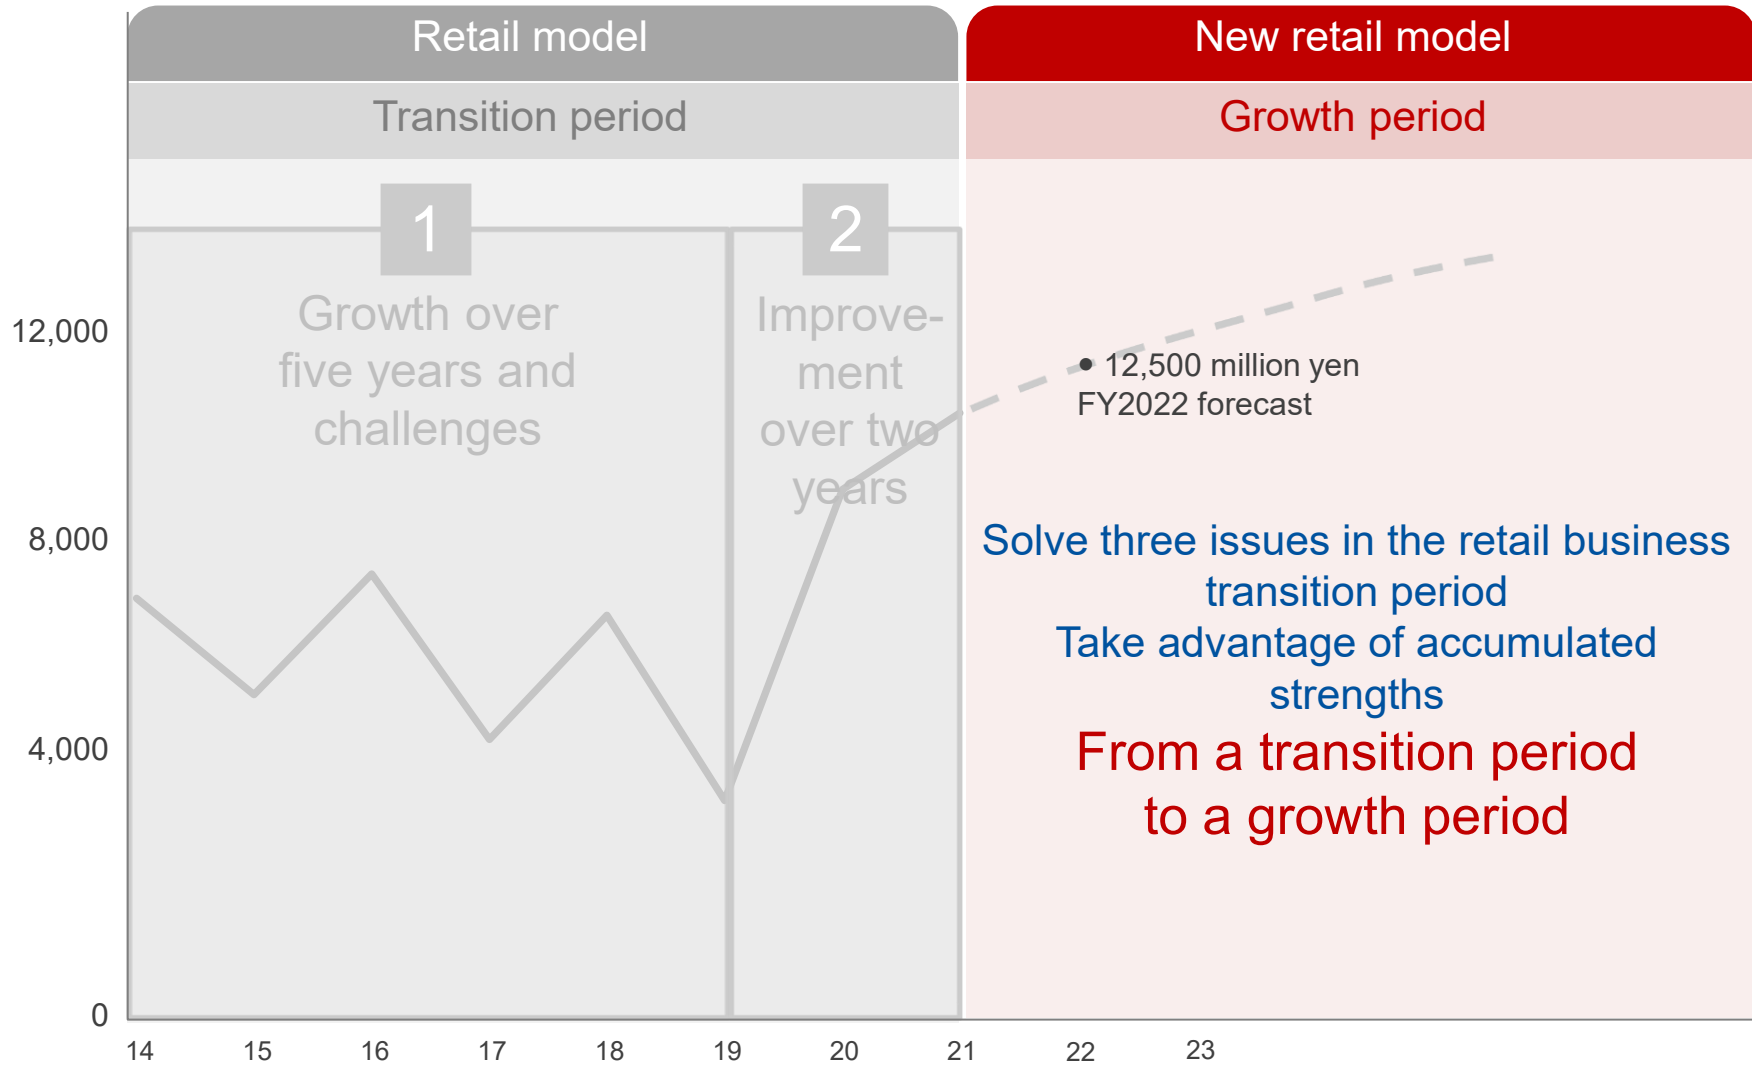 Retail model
New retail model
Transition period
Growth period
1
2
Growth over
five years and
challenges
Improve-
ment
over two
years
12,000
8,000
4,000
0
• 12,500 million yen
FY2022 forecast
Solve three issues in the retail business
transition period
Take advantage of accumulated
strengths
From a transition period
to a growth period
14
15
16
17
18
19
20
21
22
23